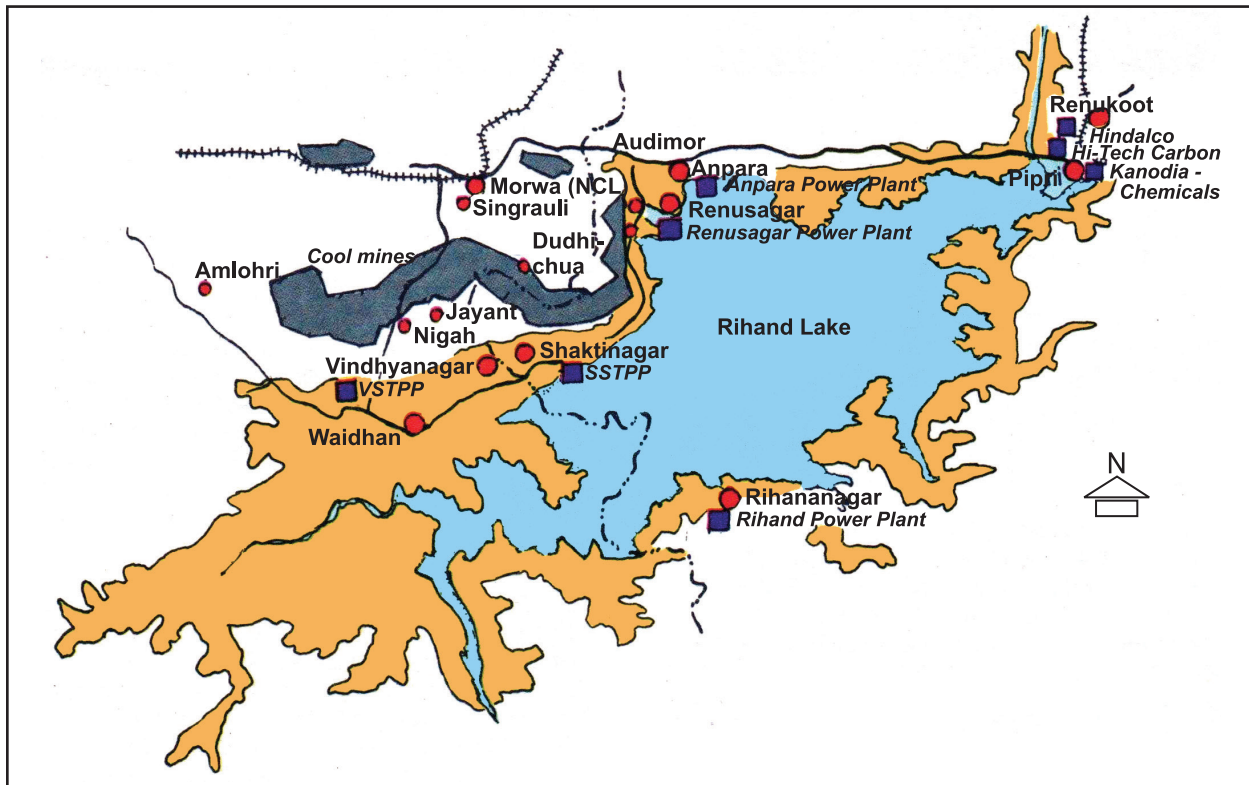 Renukoot
Hindalco
Hi-Tech Carbon
Pipri
Kanodia -
Chemicals
Audimor
Anpara
Anpara Power Plant
Morwa (NCL)
Singrauli
Renusagar
Renusagar Power Plant
Dudhi-
chua
Cool mines
Amlohri
Jayant
Nigah
Rihand Lake
Shaktinagar
Vindhyanagar
SSTPP
VSTPP
Waidhan
N
Rihananagar
Rihand Power Plant